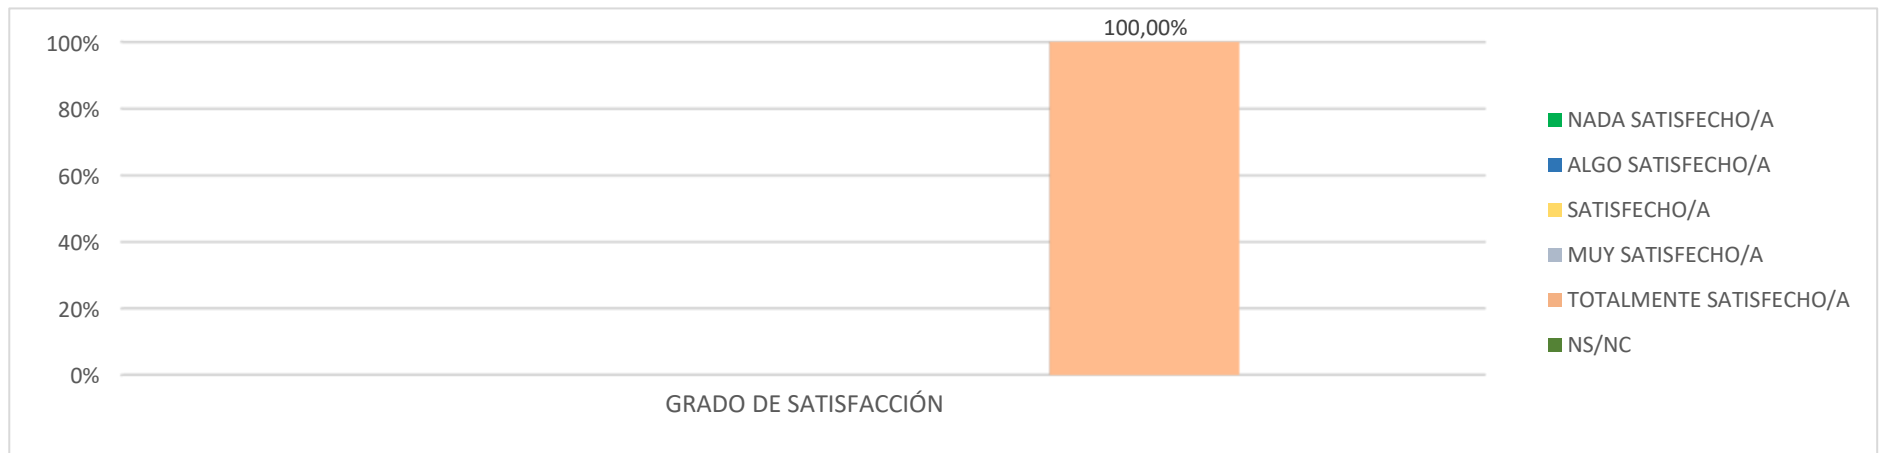 100,00%
100%
80%
60%
40%
20%
0%
GRADO DE SATISFACCIÓN
NADA SATISFECHO/A
ALGO SATISFECHO/A
SATISFECHO/A
MUY SATISFECHO/A
TOTALMENTE SATISFECHO/A
NS/NC